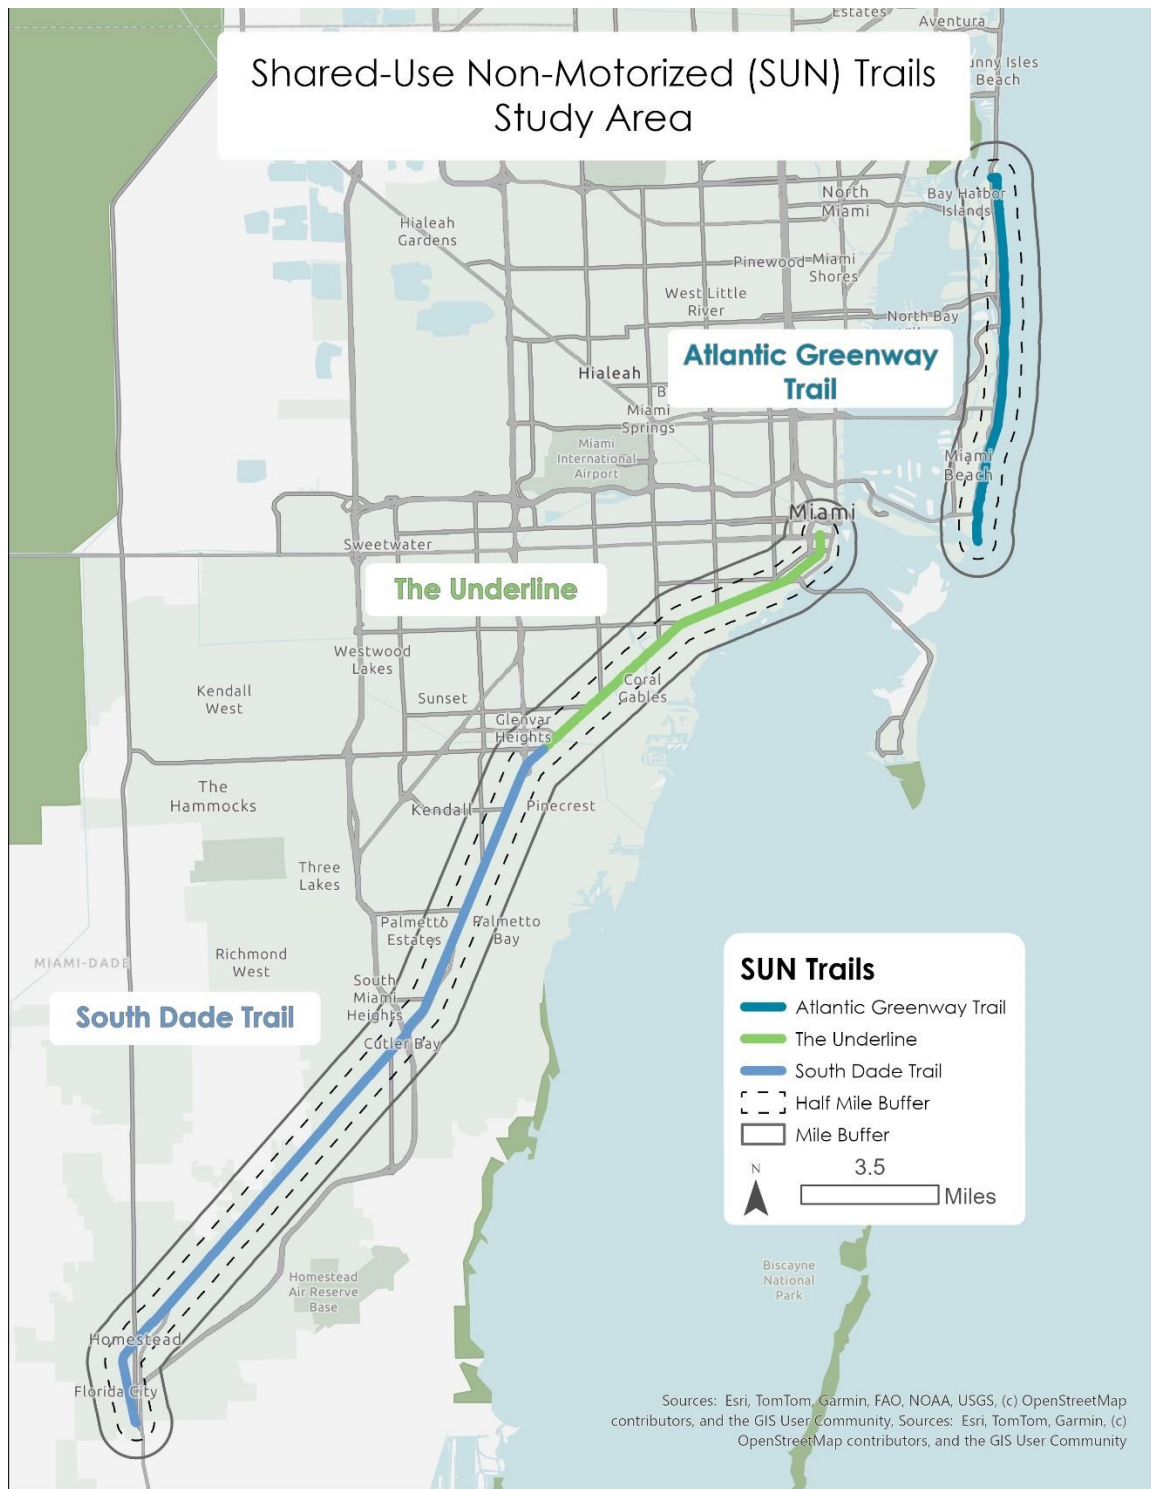 Estates
Aventura
Shared-Use Non-Motorized (SUN) Trails
Study Area
unny Isles
Beach
North
Miami
Bay Harbor
Islands
Hialeah
Gardens
Pinewood
Miami
Shores
West Little
River
North Bay
Atlantic Greenway
Trail
Hialeah
B
Miami
Springs
Miami
International
Airport
Miami
Beach
Miami
Sweetwater
The Underline
Westwood
Lakes
Kendall
West
Sunset
Coral
Gables
Glenvar
Heights
The
Hammocks
Kendall
Pinecrest
Three
Lakes
Palmetto
Estates
Palmetto
Bay
MIAMI-DADE
Richmond
West
South
Miami
Heights
South Dade Trail
Cutler Bay
SUN Trails
Atlantic Greenway Trail
The Underline
South Dade Trail
Half Mile Buffer
Mile Buffer
N
3.5
Miles
Homestead
Air Reserve
Base
Biscayne
National
Park
Homestead
Florida City
Sources: Esri, TomTom, Garmin, FAO, NOAA, USGS, (c) OpenStreetMap
contributors, and the GIS User Community, Sources: Esri, TomTom, Garmin, (c)
OpenStreetMap contributors, and the GIS User Community